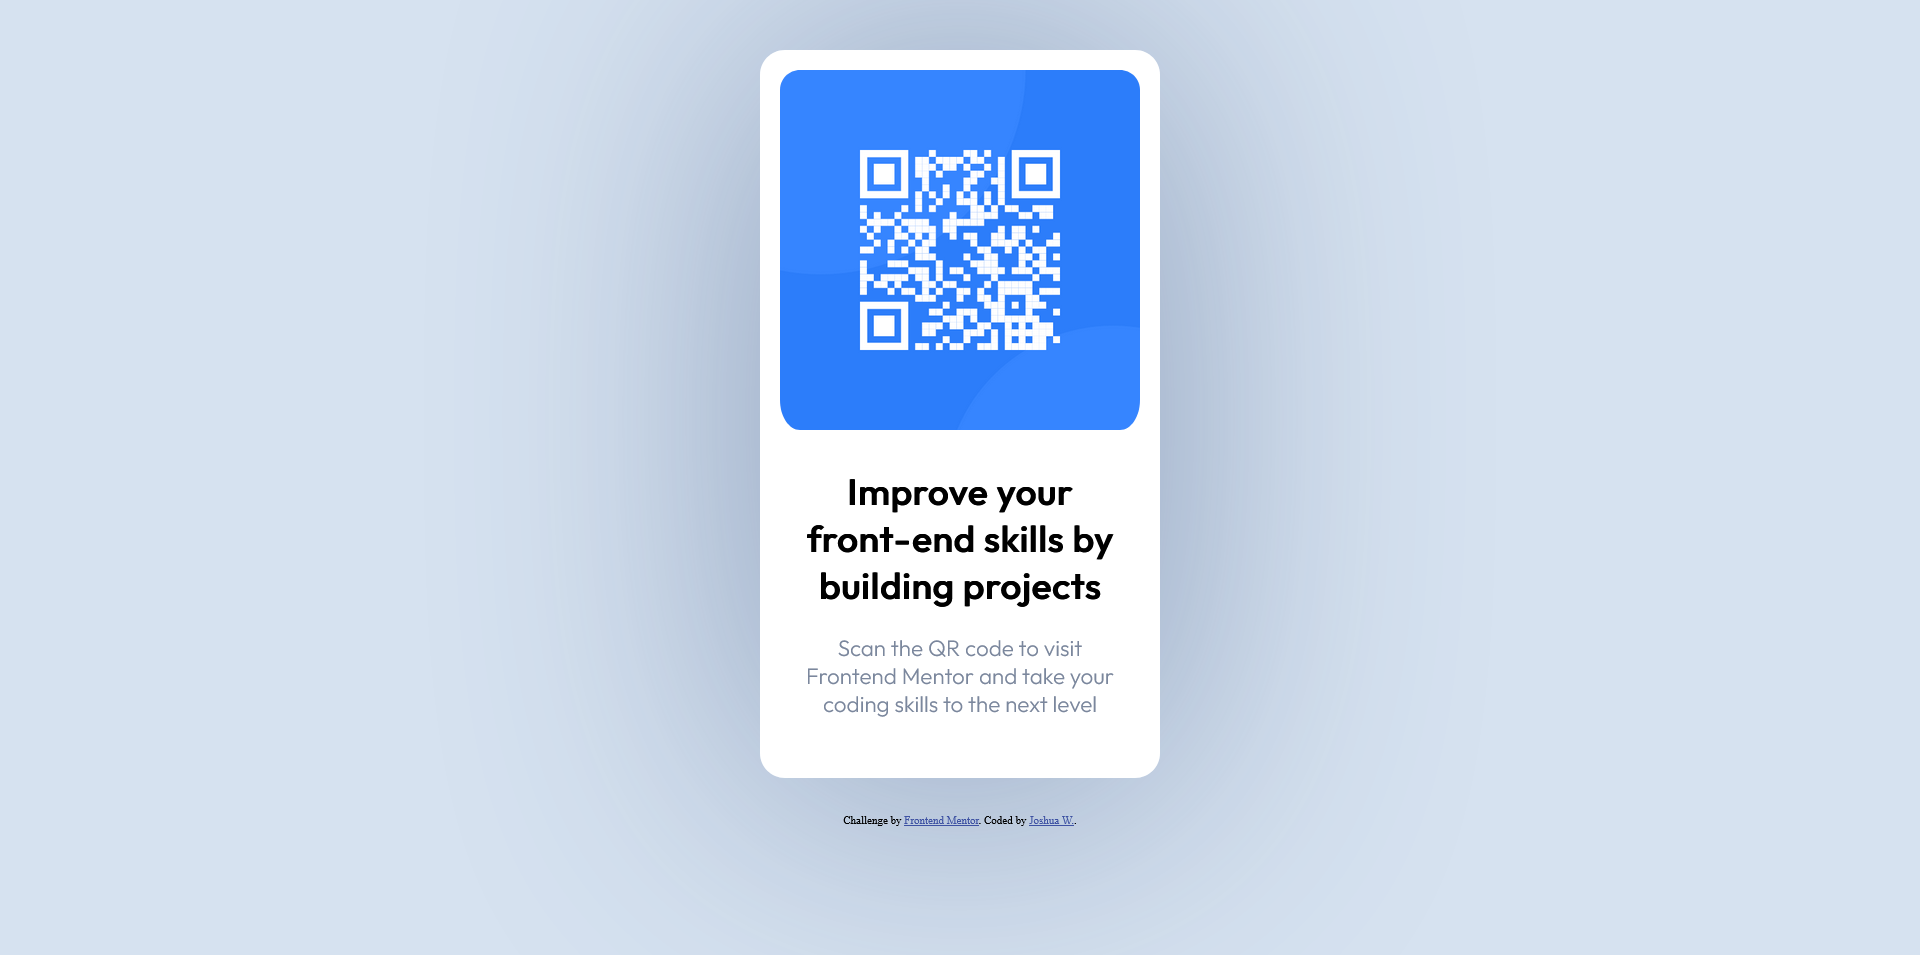 Improve your
front-end skills by
building projects
Scan the QR code to visit
Frontend Mentor and take your
coding skills to the next level
Challenge by Frontend Mentor. Coded by Joshua W..